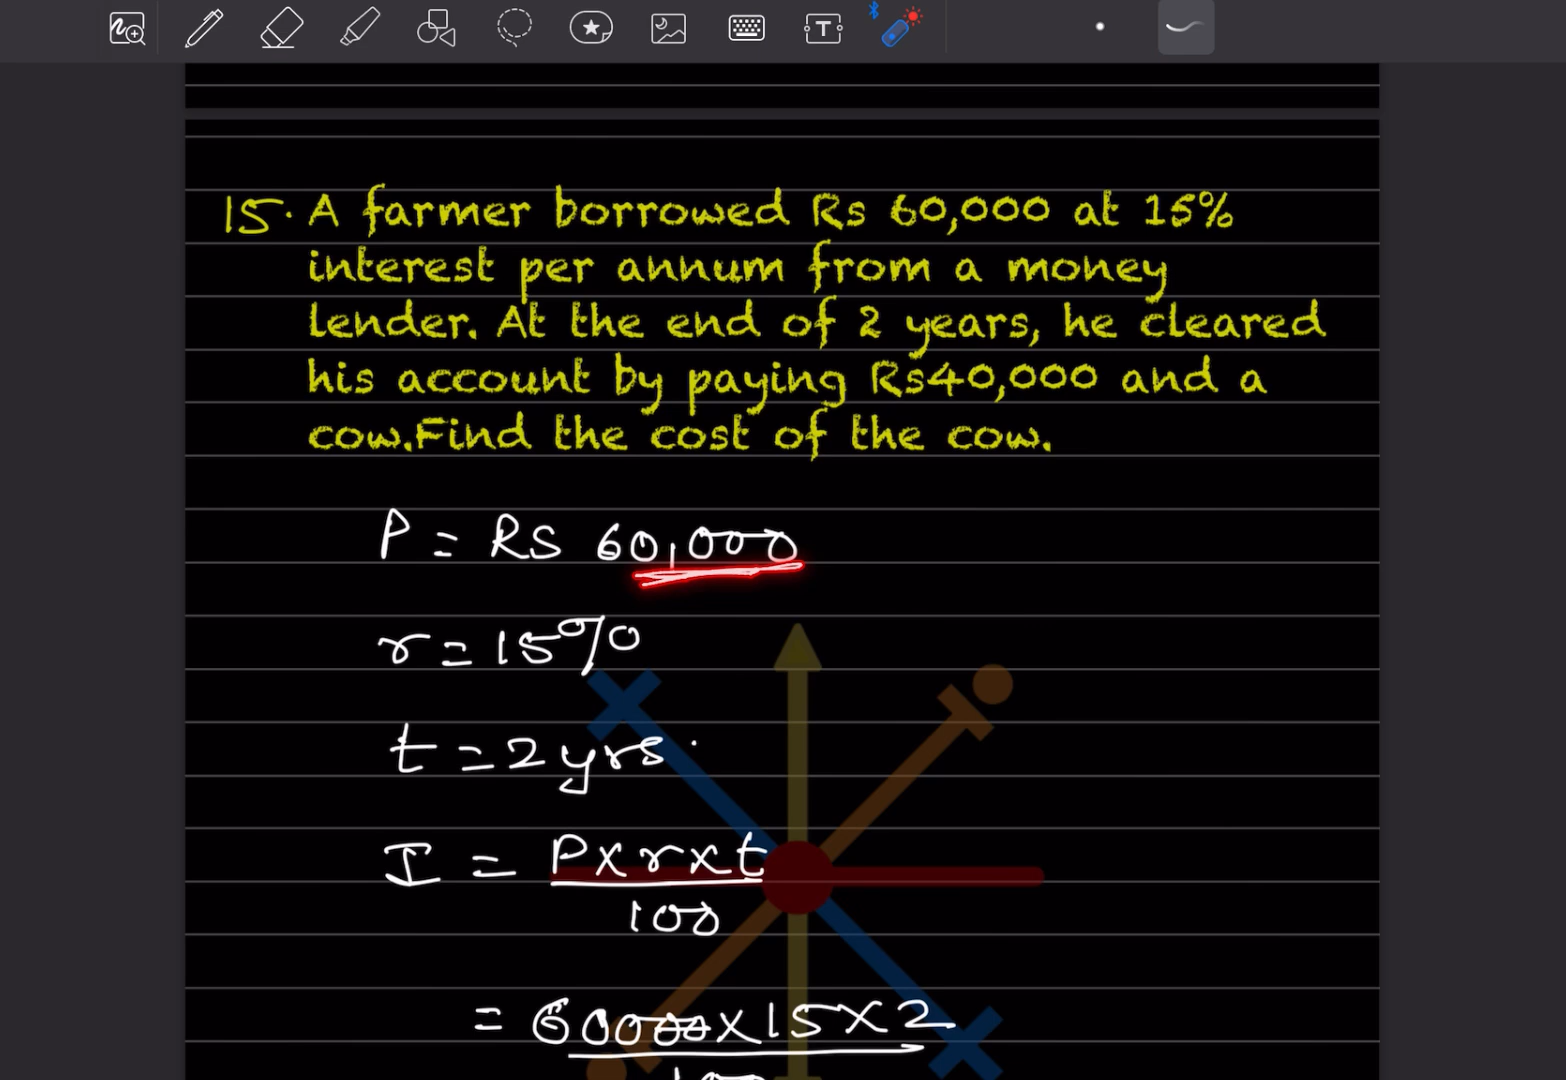 15. A farmer borrowed Rs 60,000 at 15%
interest per annum from a money
lender. At the end of 2 years, he cleared
his account by paying Rs40,000 and a
cow.Find the cost of the cow.
P = RS 60,000
r = 15%
t = 2 yrs.
I = P x r x t
100
= 60000 x 15 x 2
100